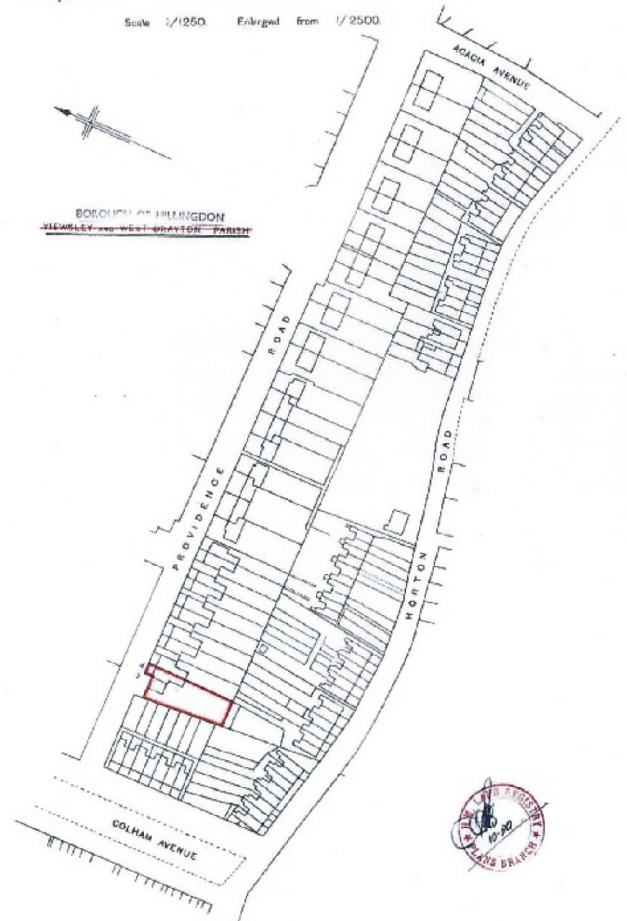 Scale 1/1250. Enlarged from 1/2500.
ACACIA AVENUE
BOROUGH OF HILLINGDON
YIEWSLEY AND WEST DRAYTON PARISH
PROVIDENCE ROAD
HORTON ROAD
COLHAM AVENUE
H.M. LAND REGISTRY
PLANS BRANCH